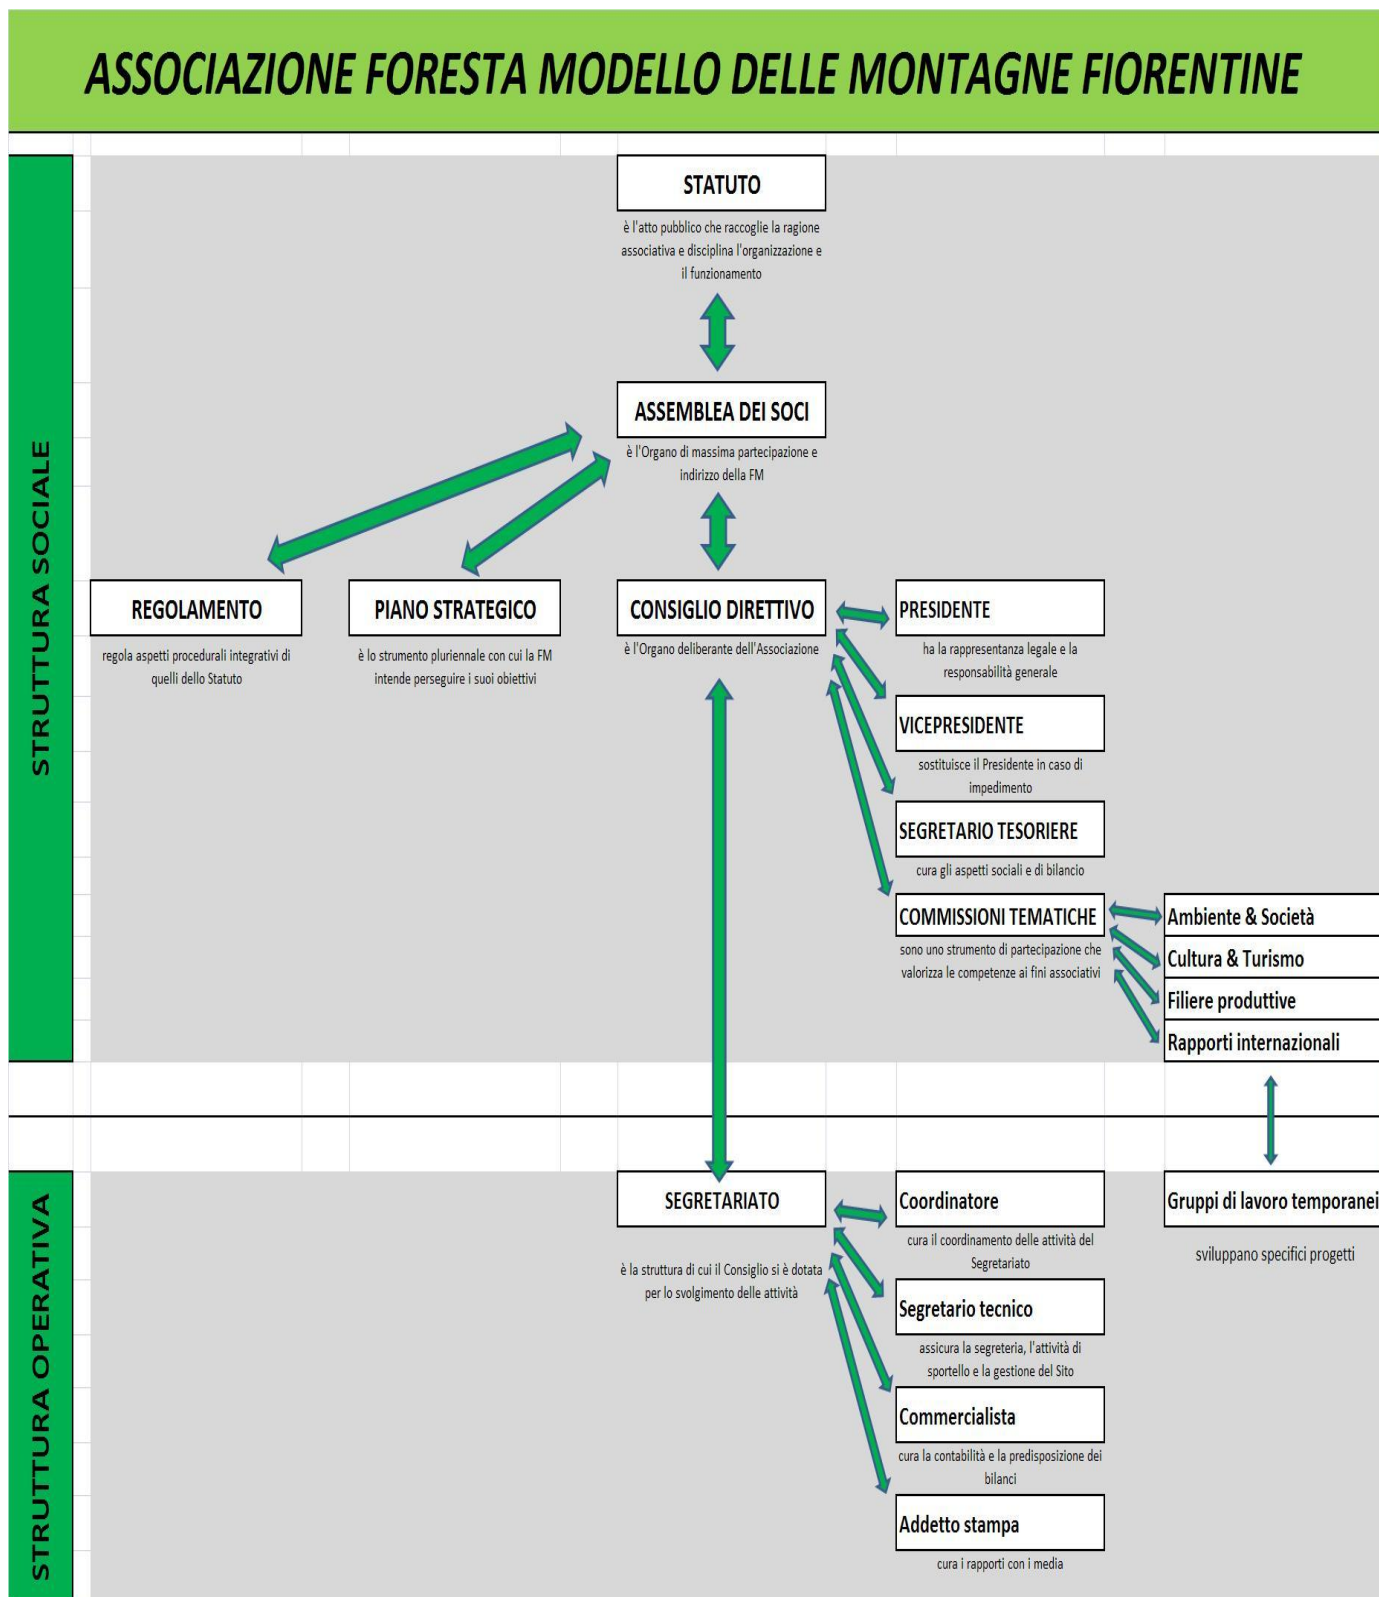 ASSOCIAZIONE FORESTA MODELLO DELLE MONTAGNE FIORENTINE
STRUTTURA SOCIALE
STATUTO
è l'atto pubblico che raccoglie la ragione
associativa e disciplina l'organizzazione e
il funzionamento
ASSEMBLEA DEI SOCI
è l'Organo di massima partecipazione e
indirizzo della FM
REGOLAMENTO
regola aspetti procedurali integrativi di
quelli dello Statuto
PIANO STRATEGICO
è lo strumento pluriennale con cui la FM
intende perseguire i suoi obiettivi
CONSIGLIO DIRETTIVO
è l'Organo deliberante dell'Associazione
PRESIDENTE
ha la rappresentanza legale e la
responsabilità generale
VICEPRESIDENTE
sostituisce il Presidente in caso di
impedimento
SEGRETARIO TESORIERE
cura gli aspetti sociali e di bilancio
COMMISSIONI TEMATICHE
sono uno strumento di partecipazione che
valorizza le competenze ai fini associativi
Ambiente & Società
Cultura & Turismo
Filiere produttive
Rapporti internazionali
STRUTTURA OPERATIVA
SEGRETARIATO
è la struttura di cui il Consiglio si è dotata
per lo svolgimento delle attività
Coordinatore
cura il coordinamento delle attività del
Segretariato
Segretario tecnico
assicura la segreteria, l'attività di
sportello e la gestione del Sito
Commercialista
cura la contabilità e la predisposizione dei
bilanci
Addetto stampa
cura i rapporti con i media
Gruppi di lavoro temporanei
sviluppano specifici progetti